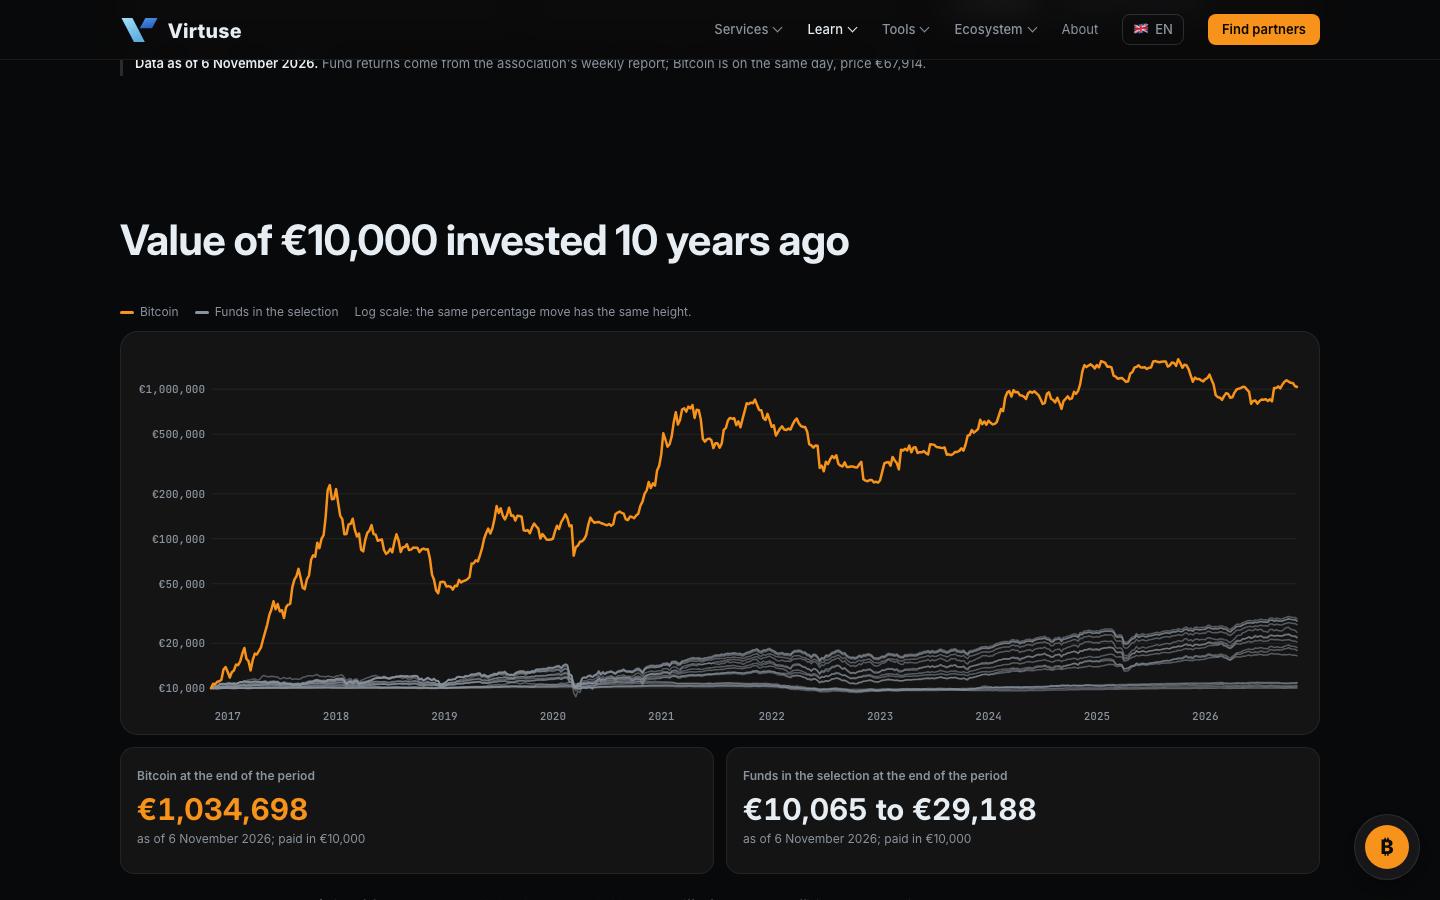 Virtuse
Services Learn Tools Ecosystem About EN Find partners
Data as of 6 November 2026. Fund returns come from the association's weekly report; Bitcoin is on the same day, price €67,914.
Value of €10,000 invested 10 years ago
Bitcoin Funds in the selection Log scale: the same percentage move has the same height.
€1,000,000
€500,000
€200,000
€100,000
€50,000
€20,000
€10,000
2017 2018 2019 2020 2021 2022 2023 2024 2025 2026
Bitcoin at the end of the period
€1,034,698
as of 6 November 2026; paid in €10,000
Funds in the selection at the end of the period
€10,065 to €29,188
as of 6 November 2026; paid in €10,000